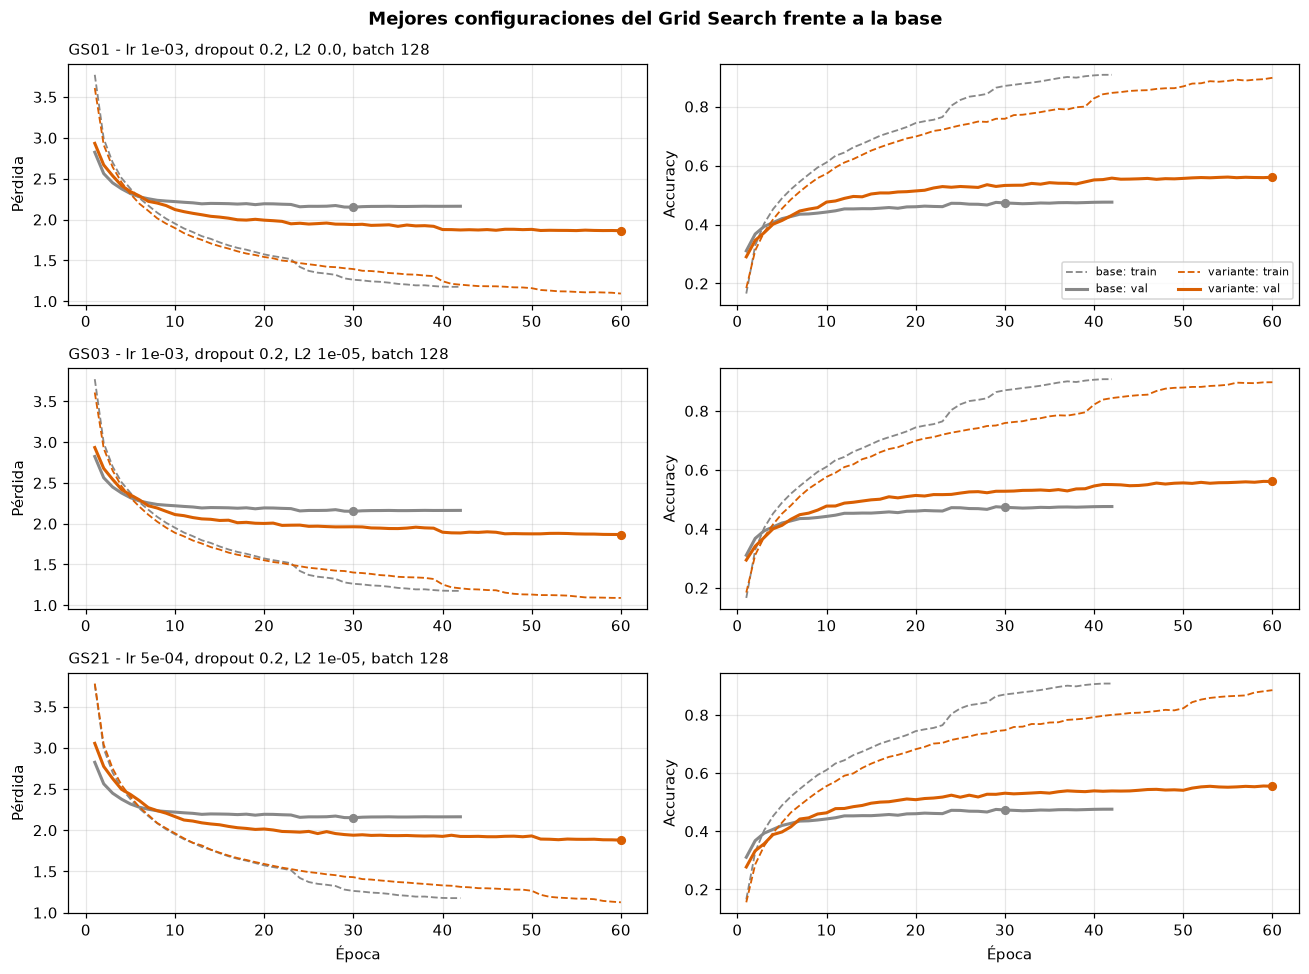 Mejores configuraciones del Grid Search frente a la base
GS01 - lr 1e-03, dropout 0.2, L2 0.0, batch 128
Pérdida
3.5
3.0
2.5
2.0
1.5
1.0
0 10 20 30 40 50 60
Accuracy
0.8
0.6
0.4
0.2
base: train
base: val
variante: train
variante: val
0 10 20 30 40 50 60
GS03 - lr 1e-03, dropout 0.2, L2 1e-05, batch 128
Pérdida
3.5
3.0
2.5
2.0
1.5
1.0
0 10 20 30 40 50 60
Accuracy
0.8
0.6
0.4
0.2
0 10 20 30 40 50 60
GS21 - lr 5e-04, dropout 0.2, L2 1e-05, batch 128
Pérdida
3.5
3.0
2.5
2.0
1.5
1.0
0 10 20 30 40 50 60
Época
Accuracy
0.8
0.6
0.4
0.2
0 10 20 30 40 50 60
Época